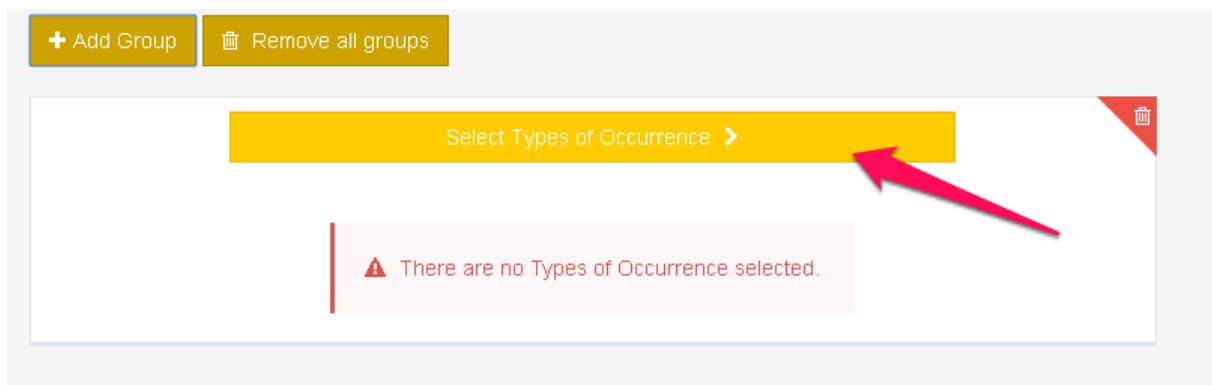 Add Group Remove all groups
Select Types of Occurrence
There are no Types of Occurrence selected.